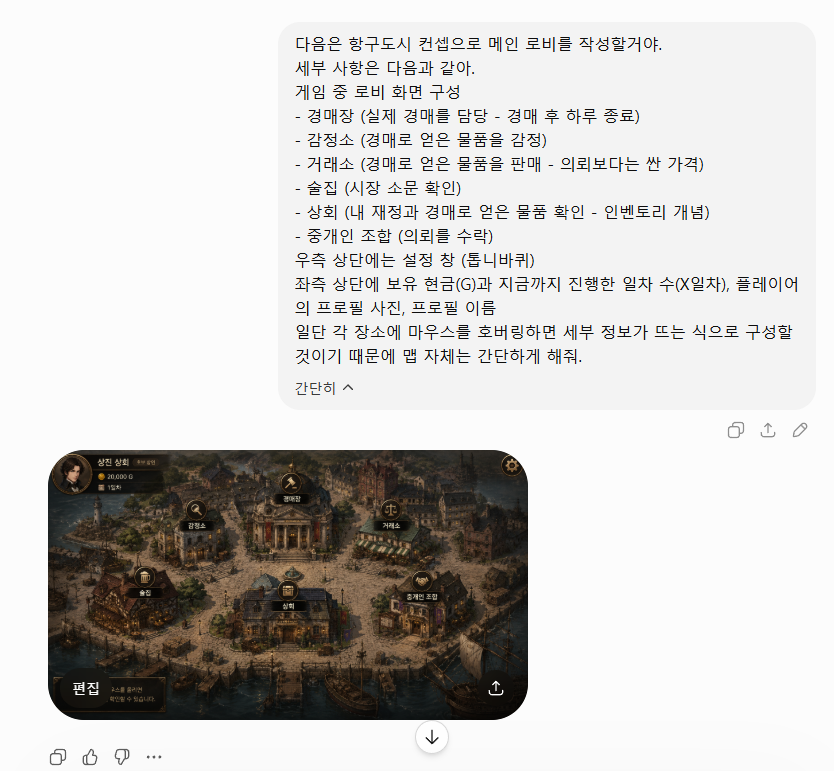 다음은 항구도시 컨셉으로 메인 로비를 작성할거야.
세부 사항은 다음과 같아.
게임 중 로비 화면 구성
- 경매장 (실제 경매를 담당 - 경매 후 하루 종료)
- 감정소 (경매로 얻은 물품을 감정)
- 거래소 (경매로 얻은 물품을 판매 - 의뢰보다는 싼 가격)
- 술집 (시장 소문 확인)
- 상회 (내 재정과 경매로 얻은 물품 확인 - 인벤토리 개념)
- 중개인 조합 (의뢰를 수락)
우측 상단에는 설정 창 (톱니바퀴)
좌측 상단에 보유 현금(G)과 지금까지 진행한 일차 수(X일차), 플레이어
의 프로필 사진, 프로필 이름
일단 각 장소에 마우스를 호버링하면 세부 정보가 뜨는 식으로 구성할
것이기 때문에 맵 자체는 간단하게 해줘.
간단히
상진 상회
20,000 G
1일차
경매장
감정소
거래소
술집
상회
중개인 조합
편집
스를 올리면
확인할 수 있습니다.